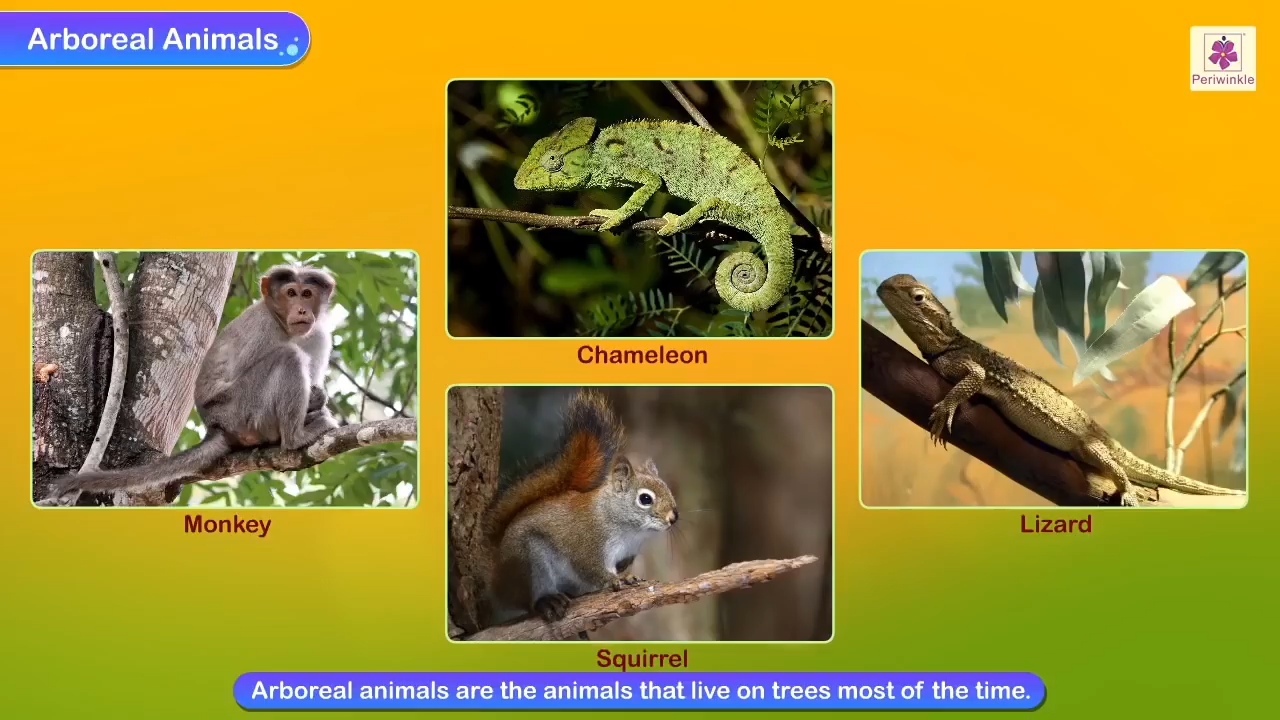 Arboreal Animals
Periwinkle
Chameleon
Monkey
Lizard
Squirrel
Arboreal animals are the animals that live on trees most of the time.